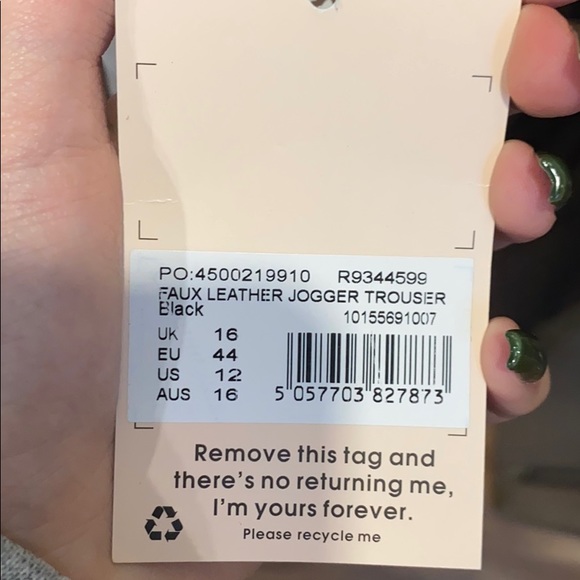 PO:4500219910 R9344599
FAUX LEATHER JOGGER TROUSER
Black 10155691007
UK 16
EU 44
US 12
AUS 16
5 057703 827873
Remove this tag and
there's no returning me,
I'm yours forever.
Please recycle me